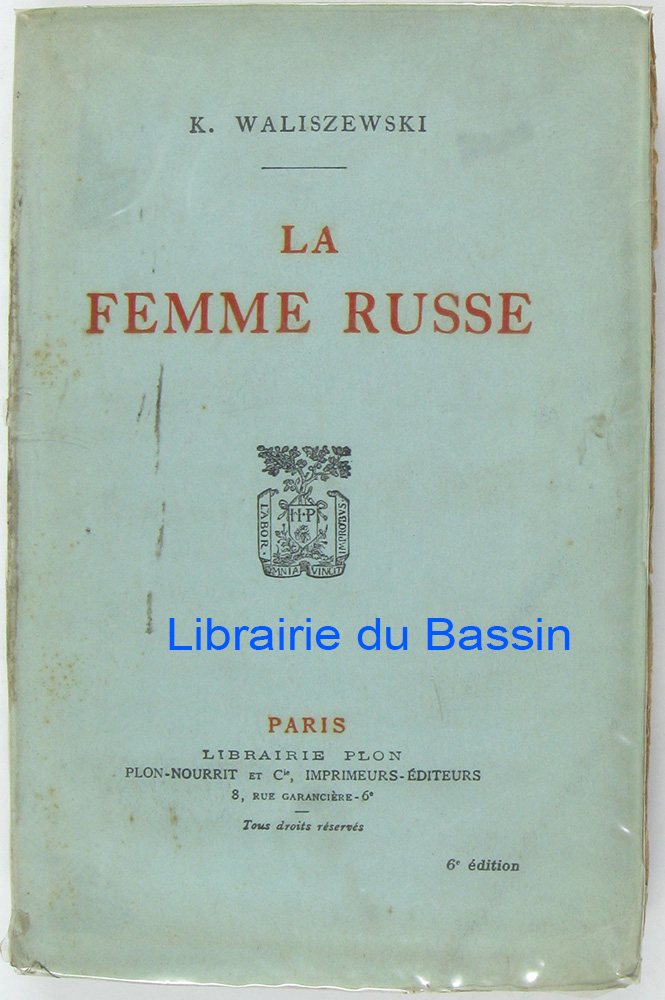 K. WALISZEWSKI
LA
FEMME RUSSE
LABOR
H·P
IMPROBVS
OMNIA VINCIT
Librairie du Bassin
PARIS
LIBRAIRIE PLON
PLON-NOURRIT ET Cie, IMPRIMEURS-ÉDITEURS
8, RUE GARANCIÈRE-6e
Tous droits réservés
6e édition